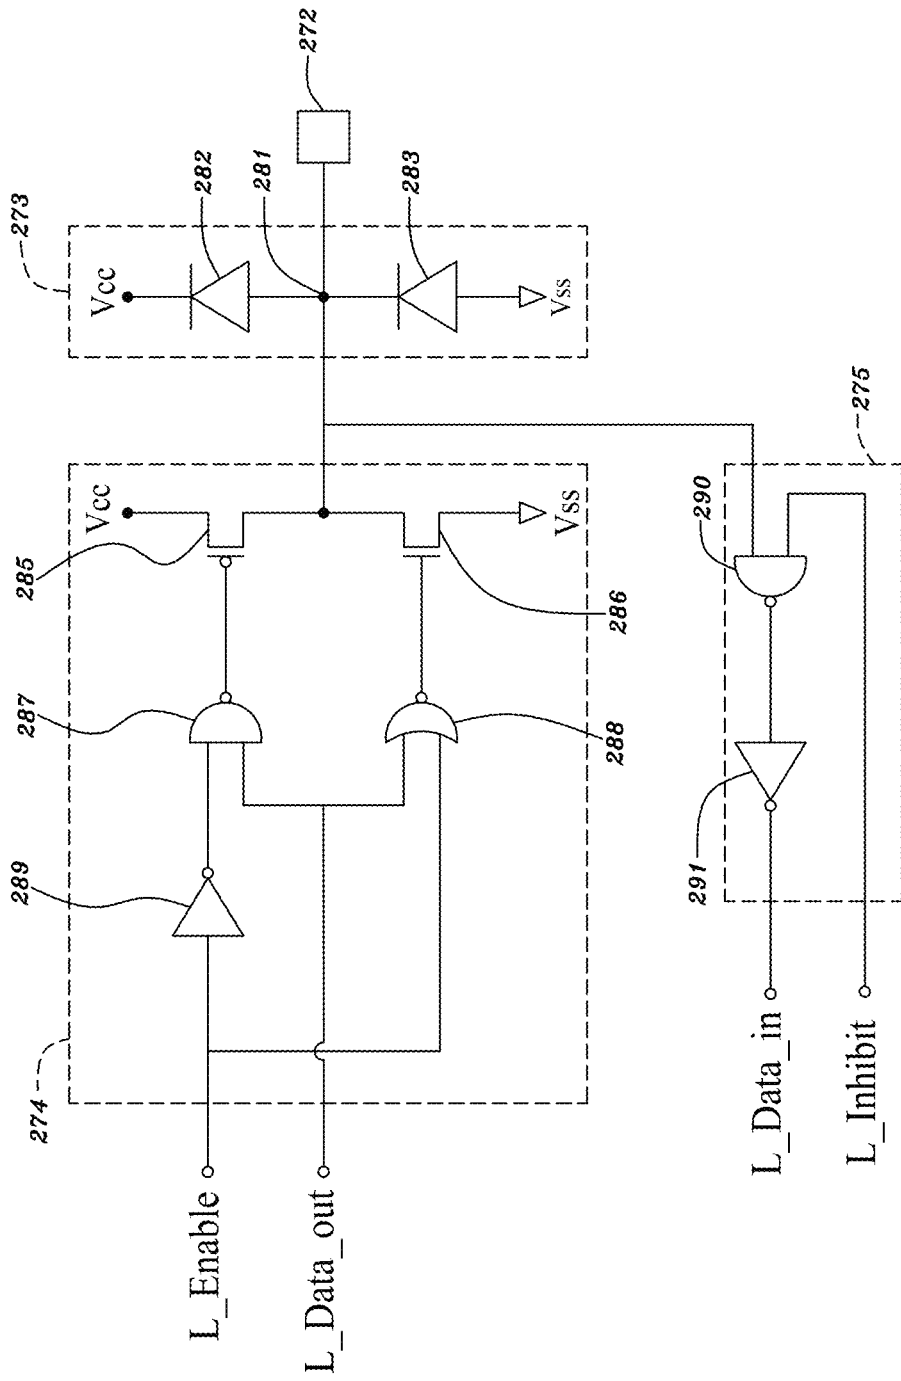 274
289
287
285
Vcc
273
Vcc
282
281
272
283
Vss
L_Enable
L_Data_out
288
286
Vss
275
290
291
L_Data_in
L_Inhibit